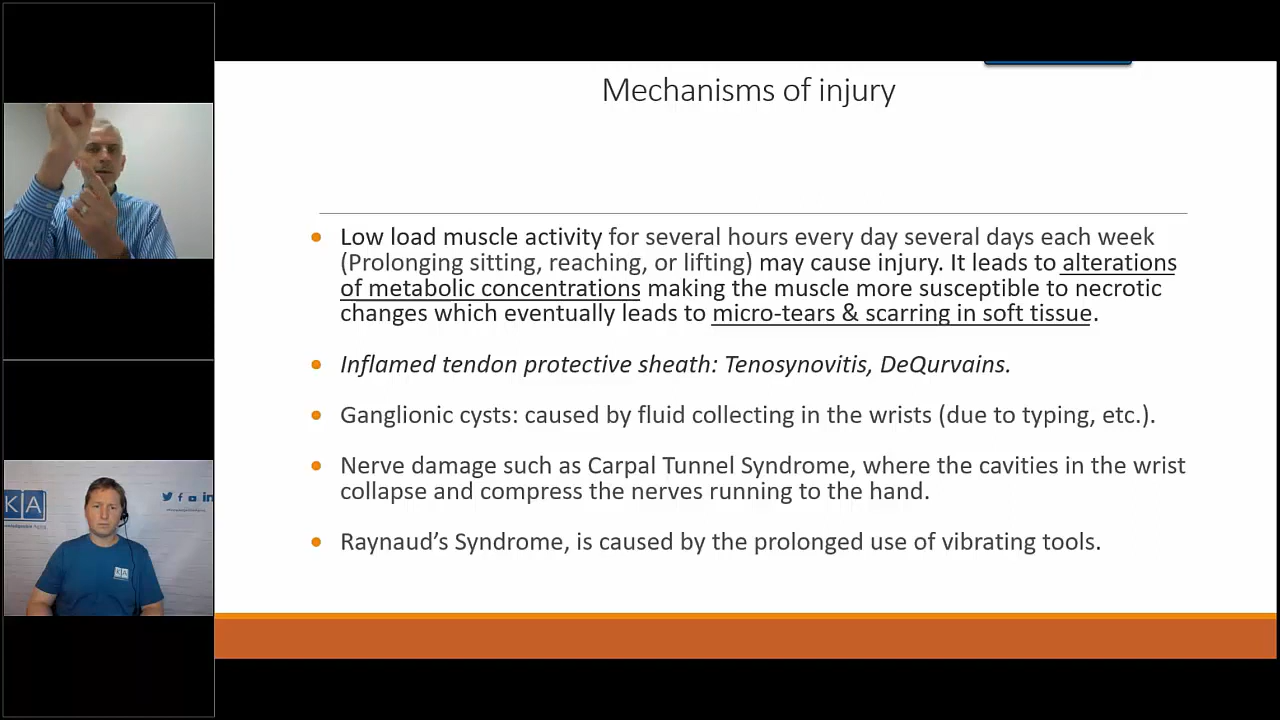 Mechanisms of injury
Low load muscle activity for several hours every day several days each week
(Prolonging sitting, reaching, or lifting) may cause injury. It leads to alterations
of metabolic concentrations making the muscle more susceptible to necrotic
changes which eventually leads to micro-tears & scarring in soft tissue.
Inflamed tendon protective sheath: Tenosynovitis, DeQurvains.
Ganglionic cysts: caused by fluid collecting in the wrists (due to typing, etc.).
Nerve damage such as Carpal Tunnel Syndrome, where the cavities in the wrist
collapse and compress the nerves running to the hand.
Raynaud’s Syndrome, is caused by the prolonged use of vibrating tools.
KA
KA